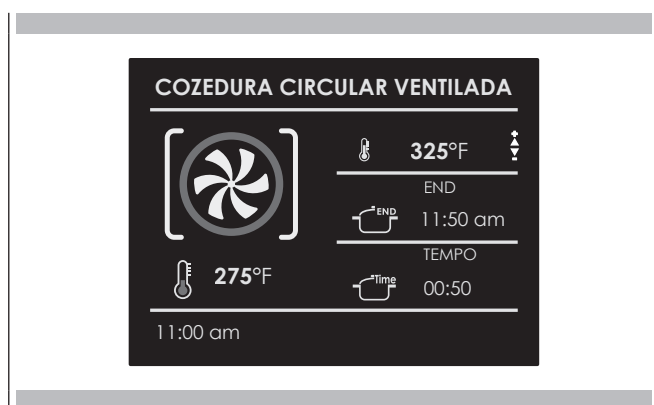 COZEDURA CIRCULAR VENTILADA
325°F
END
END
11:50 am
TEMPO
Time
00:50
275°F
11:00 am